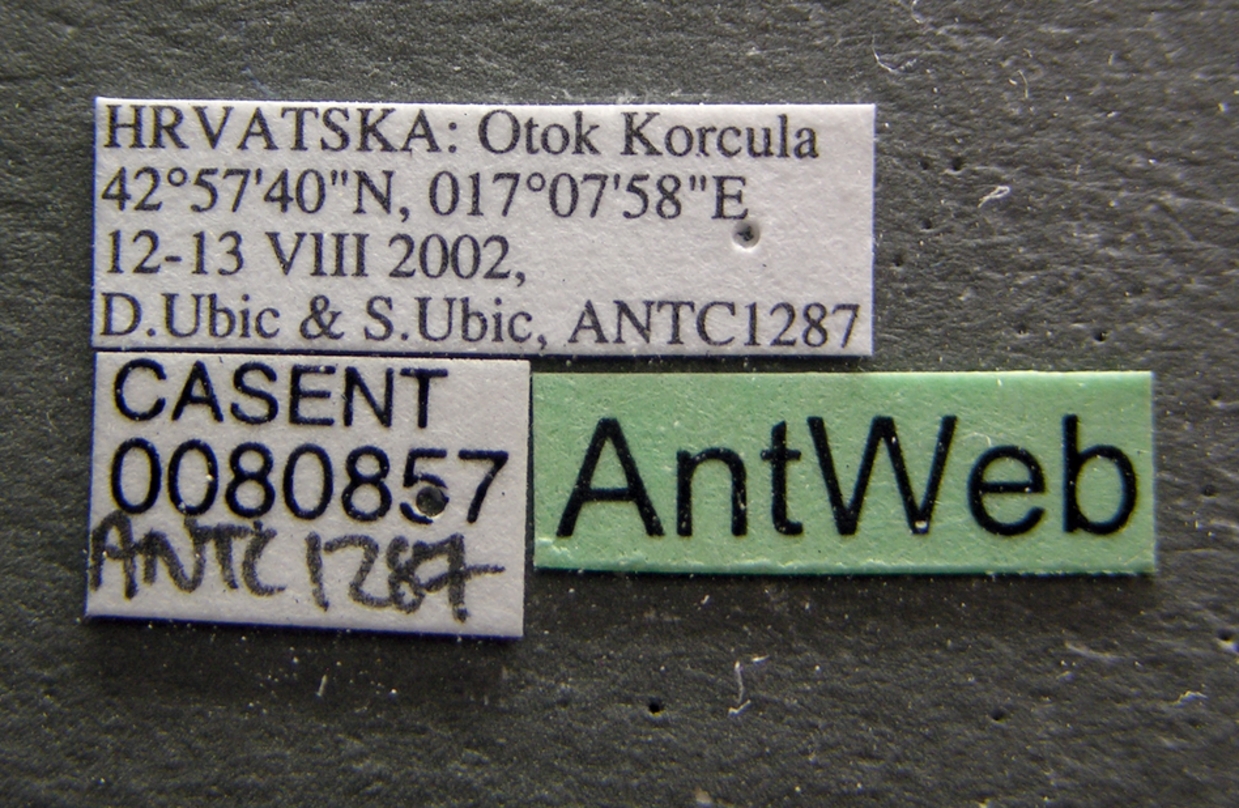 HRVATSKA: Otok Korcula
42°57'40"N, 017°07'58"E
12-13 VIII 2002,
D.Ubic & S.Ubic, ANTC1287
CASENT
0080857
ANTC1287
AntWeb